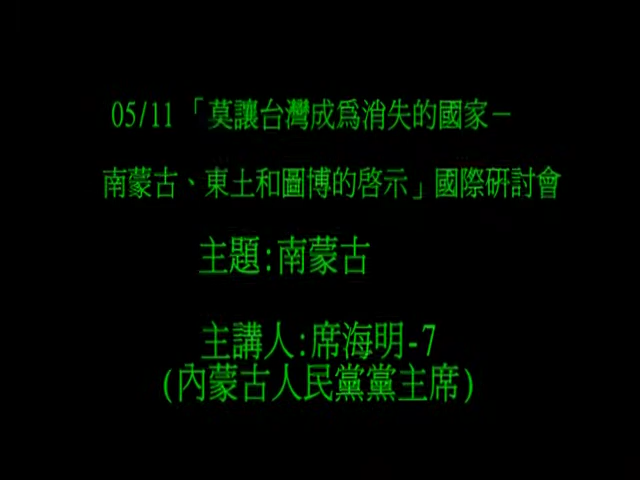 05/11「莫讓台灣成為消失的國家－
南蒙古、東土和圖博的啓示」國際研討會
主題:南蒙古
主講人:席海明-7
(內蒙古人民黨黨主席)